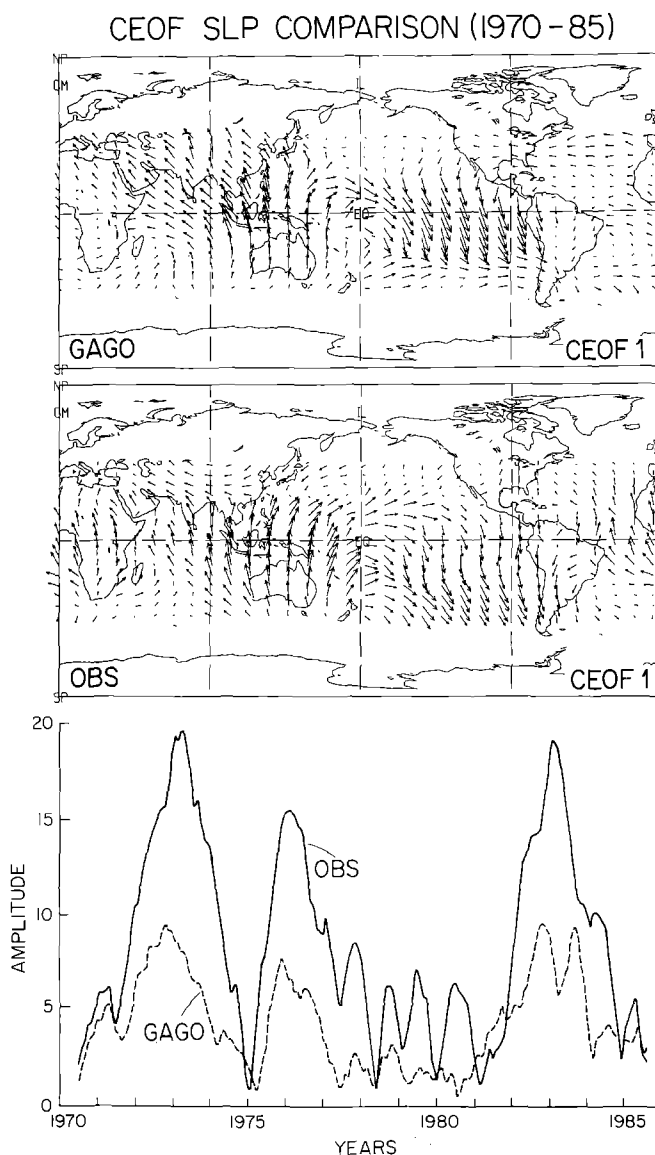 CEOF SLP COMPARISON (1970-85)
NP
GM
EQ
GAGO
CEOF 1
SP
NP
GM
EQ
OBS
CEOF 1
SP
20
15
10
5
0
AMPLITUDE
OBS
GAGO
1970
1975
1980
1985
YEARS